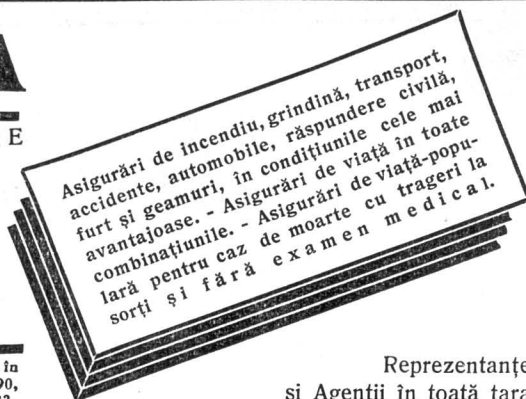 A
E
Asigurări de incendiu, grindină, transport,
accidente, automobile, răspundere civilă,
furt și geamuri, în condițiunile cele mai
avantajoase. - Asigurări de viață în toate
combinațiunile. - Asigurări de viață-popu-
lară pentru caz de moarte cu trageri la
sorți și fără examen medical.
în
90,
Reprezentanțe
și Agenții în toată țara